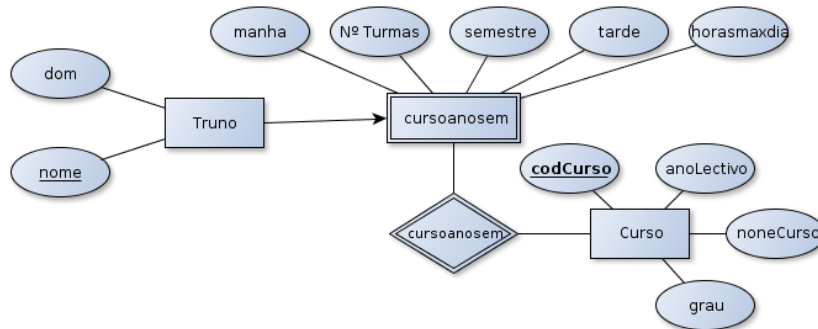 manha
Nº Turmas
semestre
tarde
horasmaxdia
dom
Truno
cursoanosem
nome
codCurso
anoLectivo
cursoanosem
Curso
noneCurso
grau